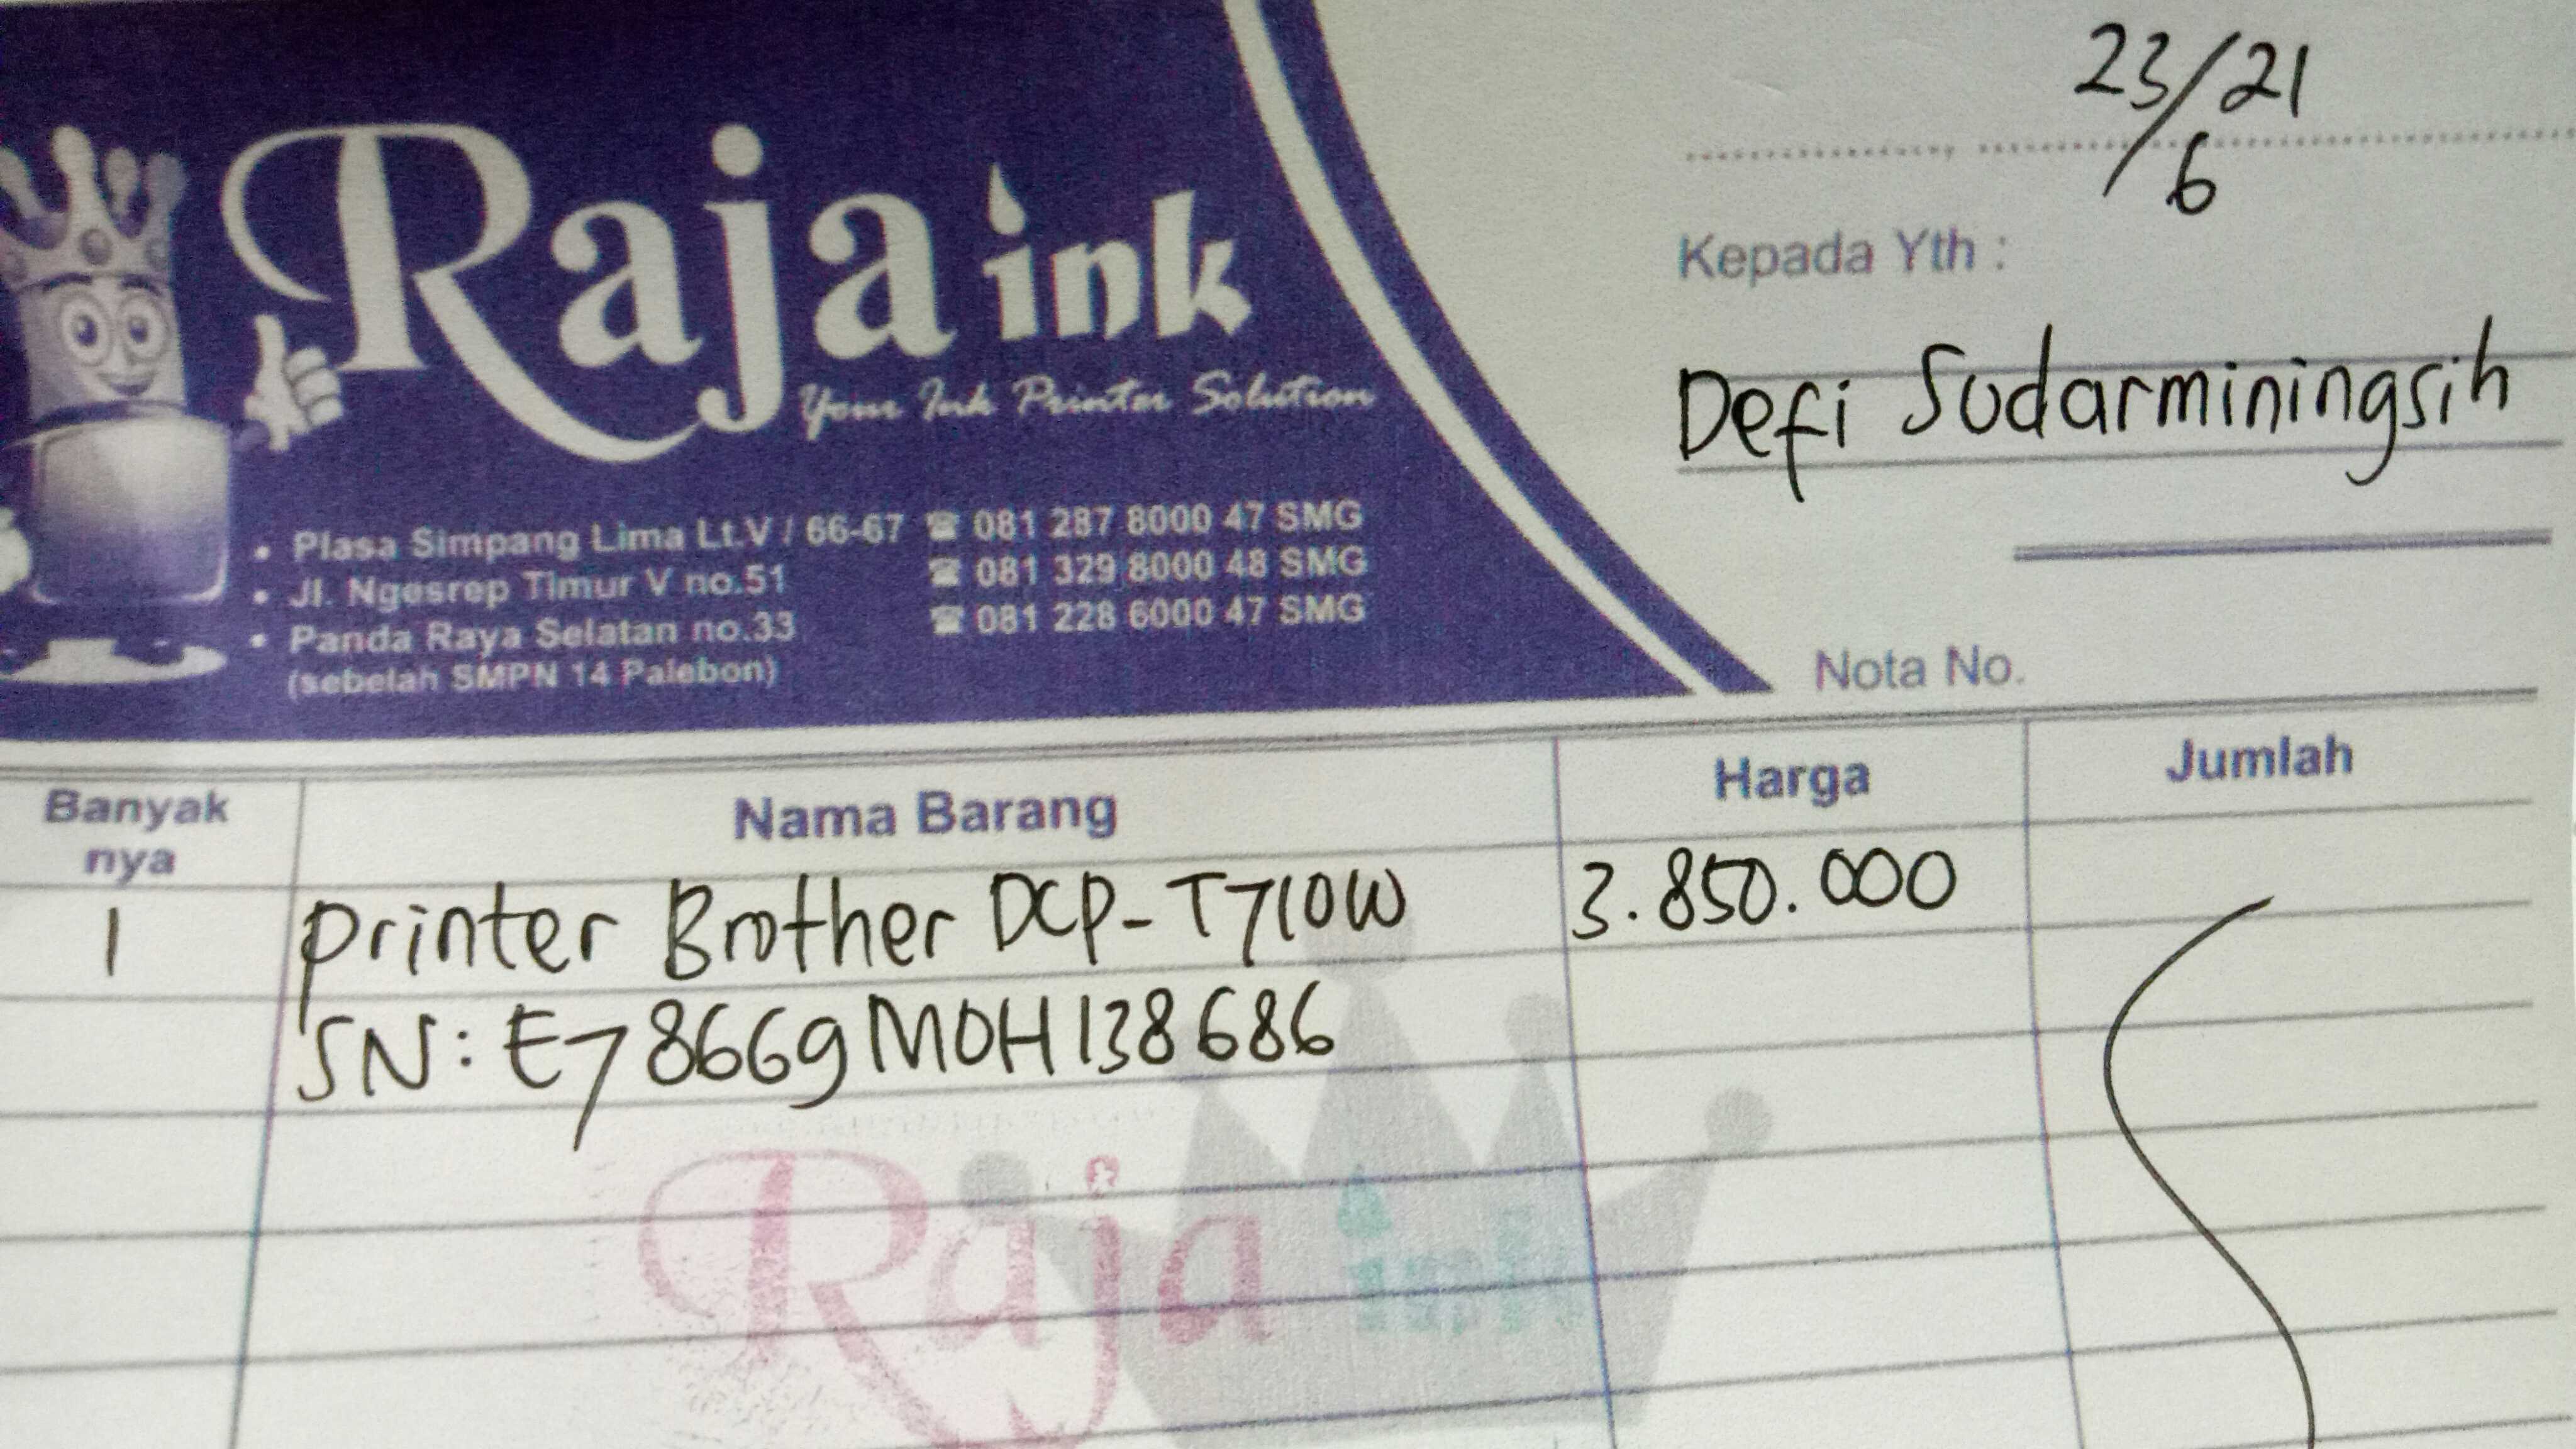 23/21
6
Raja ink
Your Ink Printer Solution
Kepada Yth :
Defi Sudarminingsih
• Plasa Simpang Lima Lt.V / 66-67 ☎ 081 287 8000 47 SMG
• Jl. Ngesrep Timur V no.51 ☎ 081 329 8000 48 SMG
• Panda Raya Selatan no.33 ☎ 081 228 6000 47 SMG
(sebelah SMPN 14 Palebon)
Nota No.
Banyak nya Nama Barang Harga Jumlah
1 printer Brother DCP-T710W 3.850.000
SN: E78669M0H138686
Raja ink